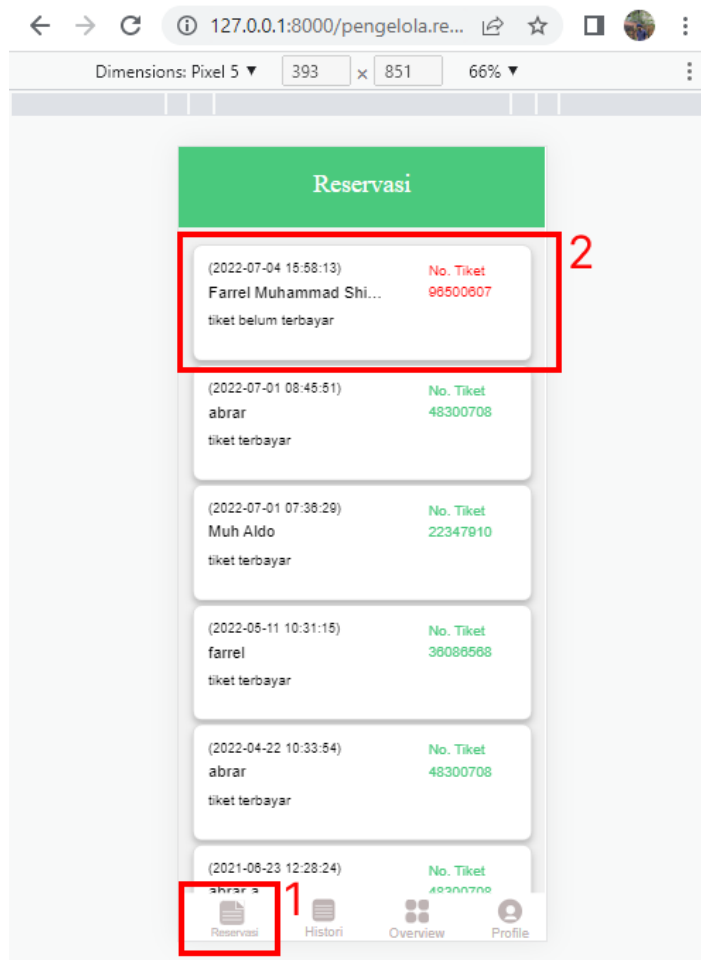 127.0.0.1:8000/pengelola.re...
Dimensions: Pixel 5 ▼ 393 x 851 66% ▼
Reservasi
2
(2022-07-04 15:58:13) No. Tiket
Farrel Muhammad Shi... 96500607
tiket belum terbayar
(2022-07-01 08:45:51) No. Tiket
abrar 48300708
tiket terbayar
(2022-07-01 07:36:29) No. Tiket
Muh Aldo 22347910
tiket terbayar
(2022-05-11 10:31:15) No. Tiket
farrel 36086568
tiket terbayar
(2022-04-22 10:33:54) No. Tiket
abrar 48300708
tiket terbayar
(2021-06-23 12:28:24) No. Tiket
abrar a 48300708
1
Reservasi Histori Overview Profile